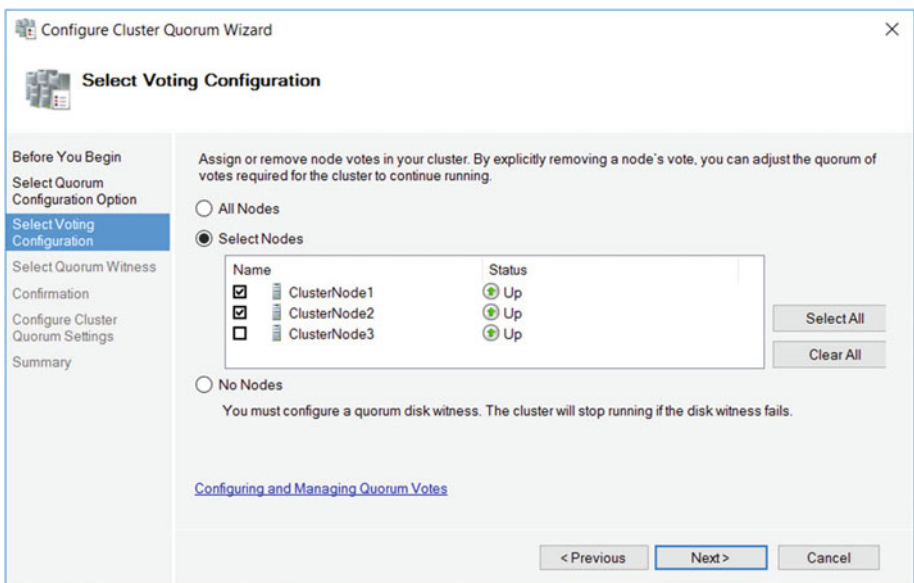 Configure Cluster Quorum Wizard
Select Voting Configuration
Before You Begin
Select Quorum
Configuration Option
Select Voting
Configuration
Select Quorum Witness
Confirmation
Configure Cluster
Quorum Settings
Summary
Assign or remove node votes in your cluster. By explicitly removing a node's vote, you can adjust the quorum of
votes required for the cluster to continue running.
All Nodes
Select Nodes
Name Status
ClusterNode1 Up
ClusterNode2 Up
ClusterNode3 Up
Select All
Clear All
No Nodes
You must configure a quorum disk witness. The cluster will stop running if the disk witness fails.
Configuring and Managing Quorum Votes
< Previous Next > Cancel